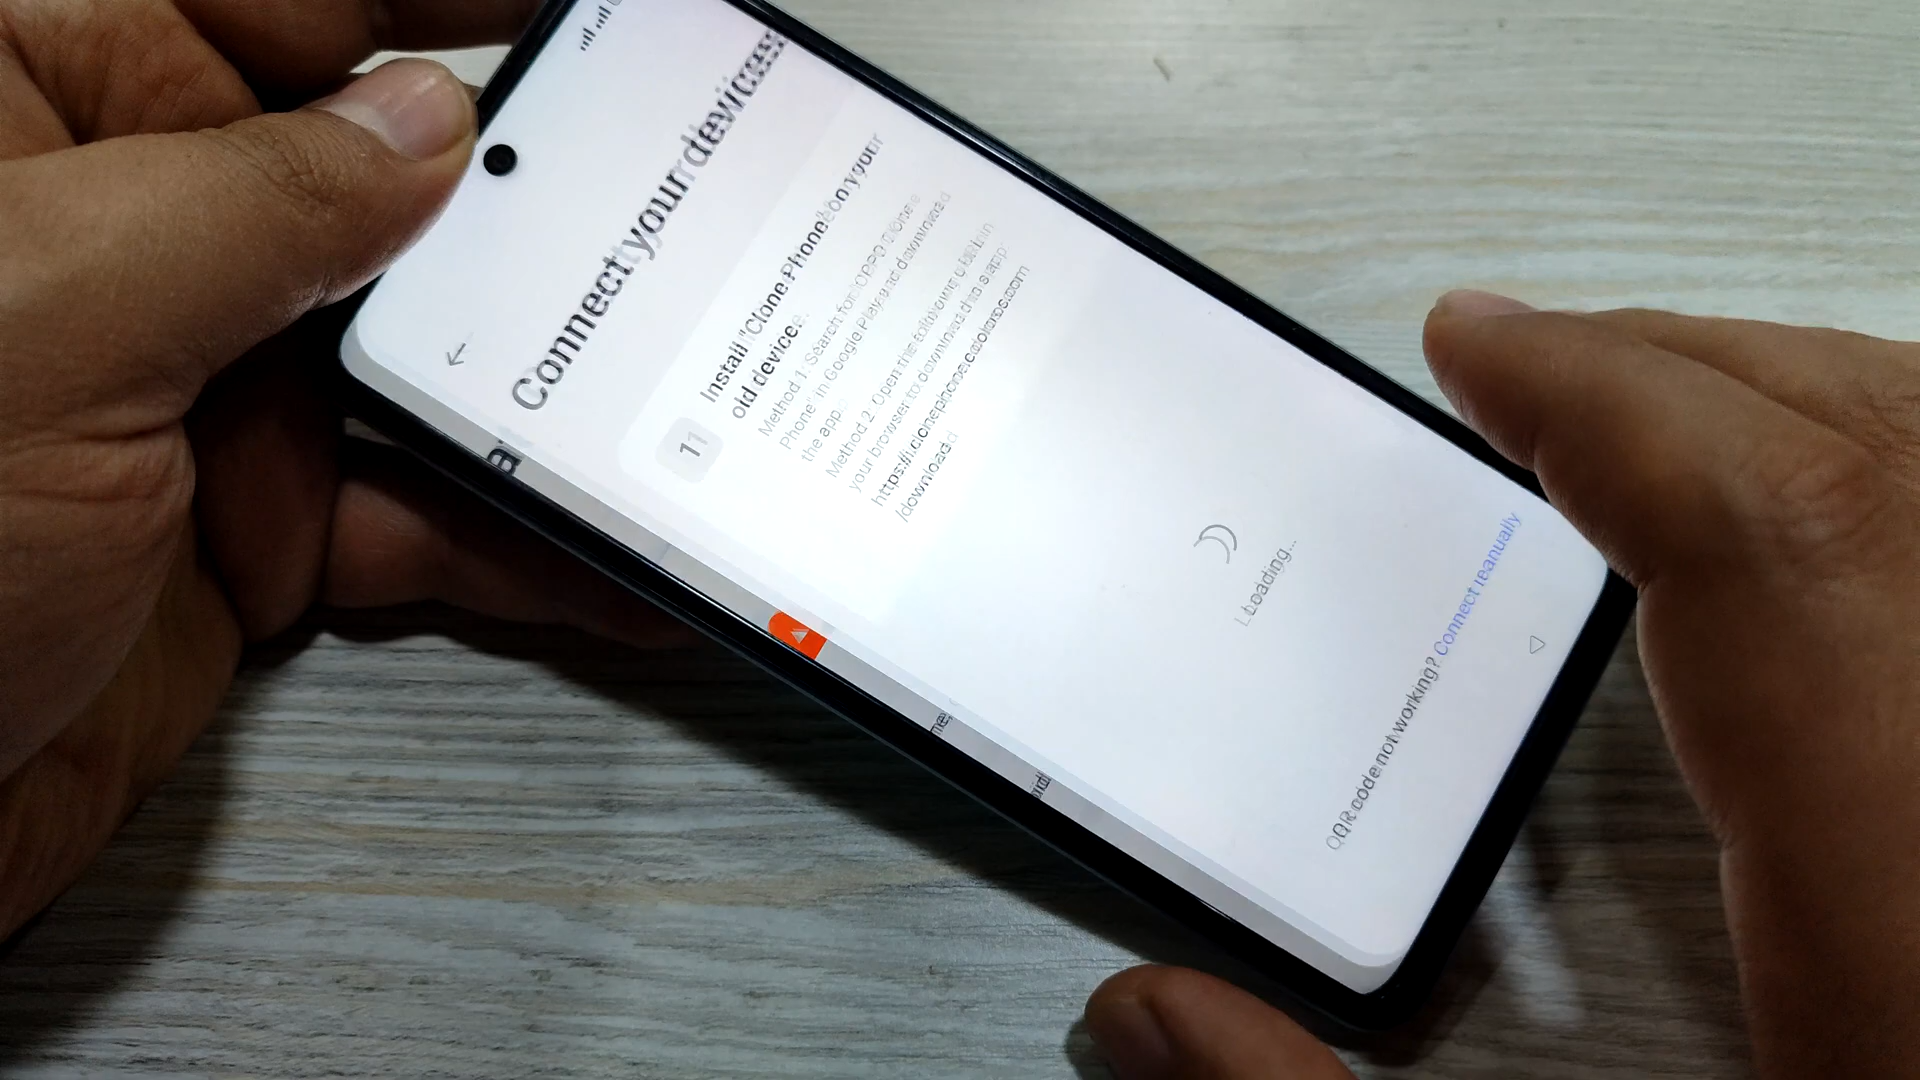 Connect your devices
1
Install "Clone Phone" on your
old device.
Method 1: Search for "OPPO Clone
Phone" in Google Play and download
the app.
Method 2: Open the following URL in
your browser to download this app:
https://i.clonephone.coloros.com
/download
Loading...
QR code not working? Connect manually